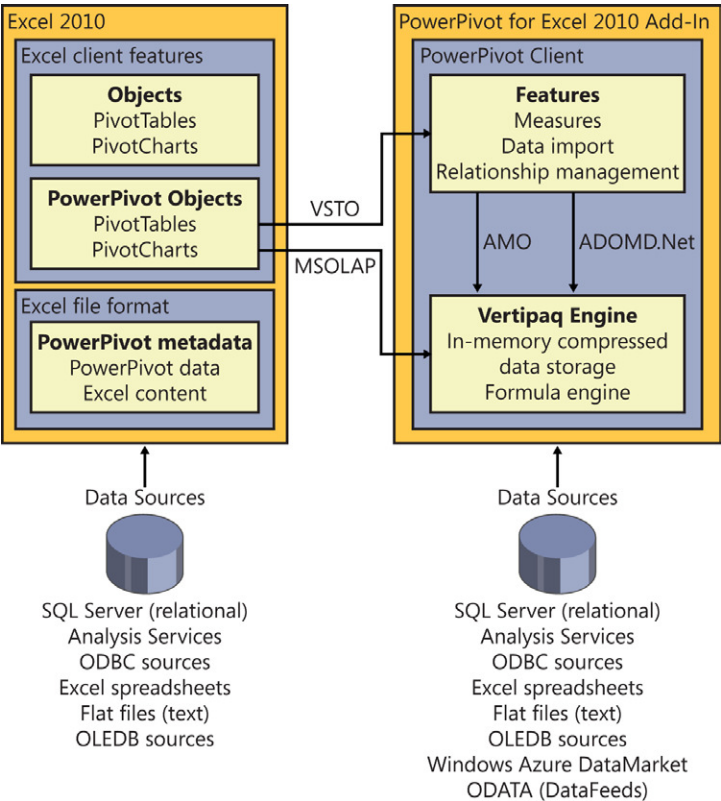 Excel 2010
Excel client features
Objects
PivotTables
PivotCharts
PowerPivot Objects
PivotTables
PivotCharts
Excel file format
PowerPivot metadata
PowerPivot data
Excel content
VSTO
MSOLAP
PowerPivot for Excel 2010 Add-In
PowerPivot Client
Features
Measures
Data import
Relationship management
AMO
ADOMD.Net
Vertipaq Engine
In-memory compressed
data storage
Formula engine
Data Sources
SQL Server (relational)
Analysis Services
ODBC sources
Excel spreadsheets
Flat files (text)
OLEDB sources
Data Sources
SQL Server (relational)
Analysis Services
ODBC sources
Excel spreadsheets
Flat files (text)
OLEDB sources
Windows Azure DataMarket
ODATA (DataFeeds)